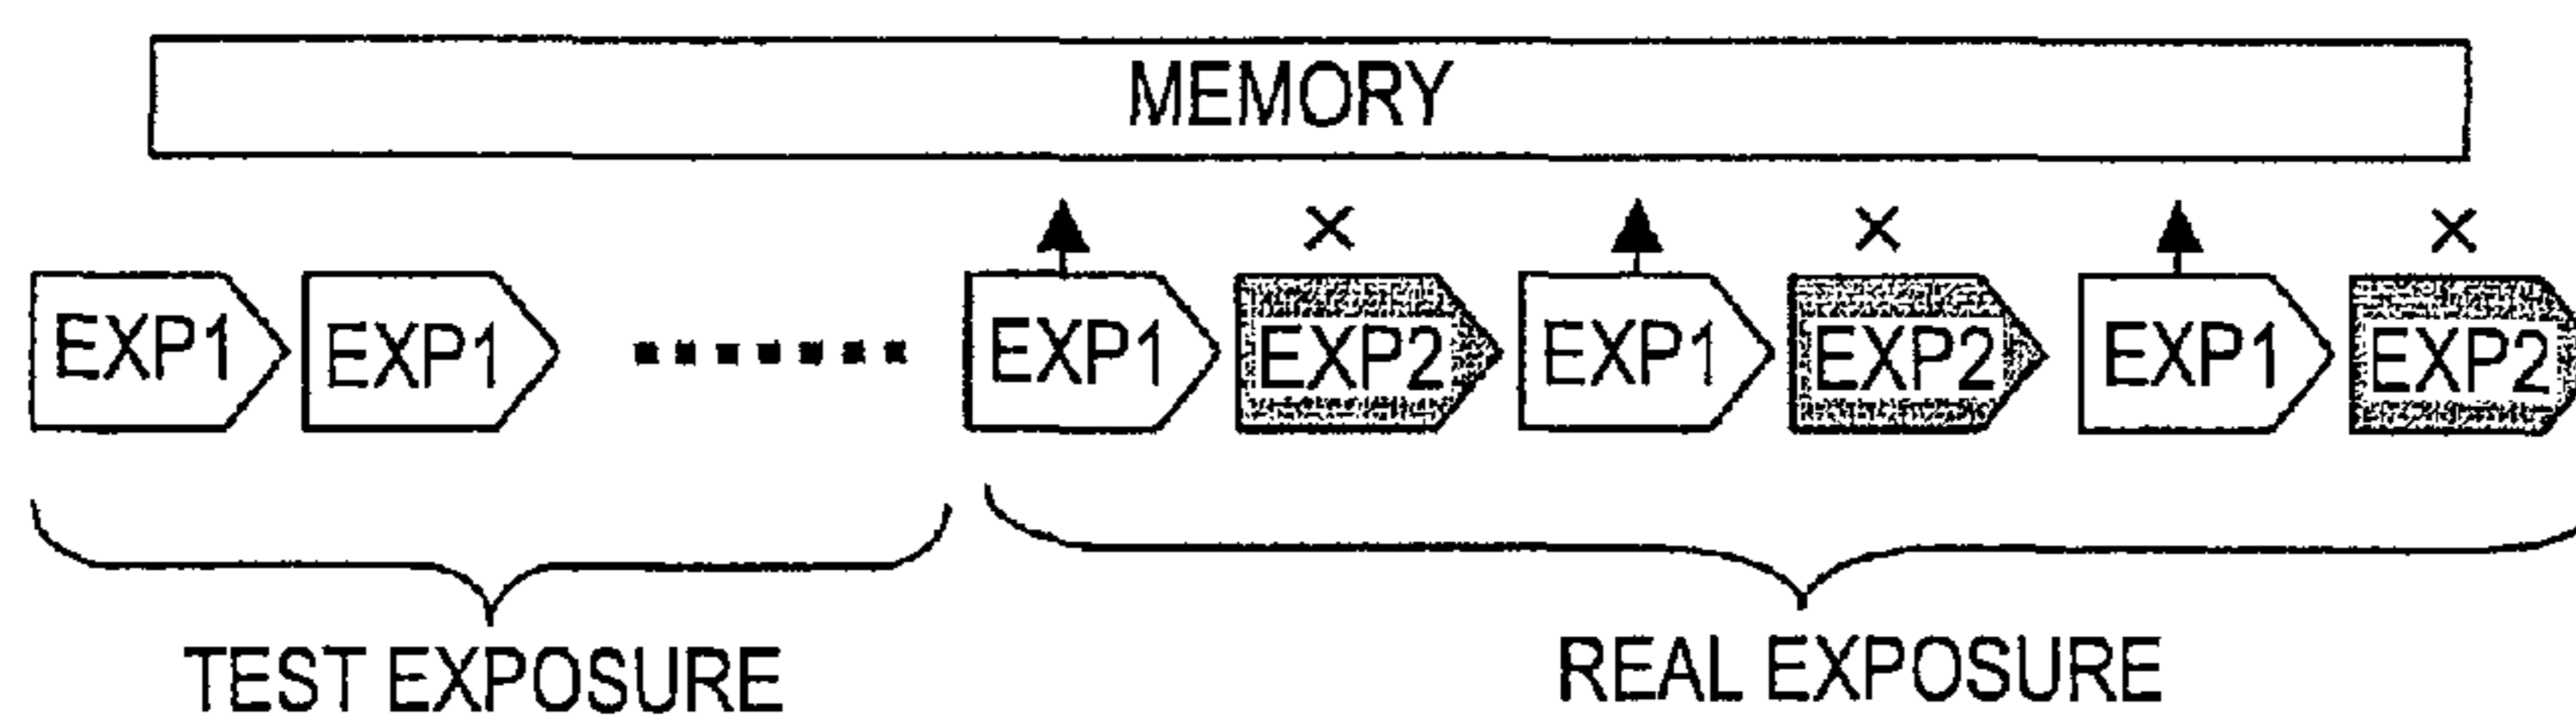 MEMORY
× × ×
EXP1 EXP1 EXP1 EXP2 EXP1 EXP2 EXP1 EXP2
TEST EXPOSURE REAL EXPOSURE